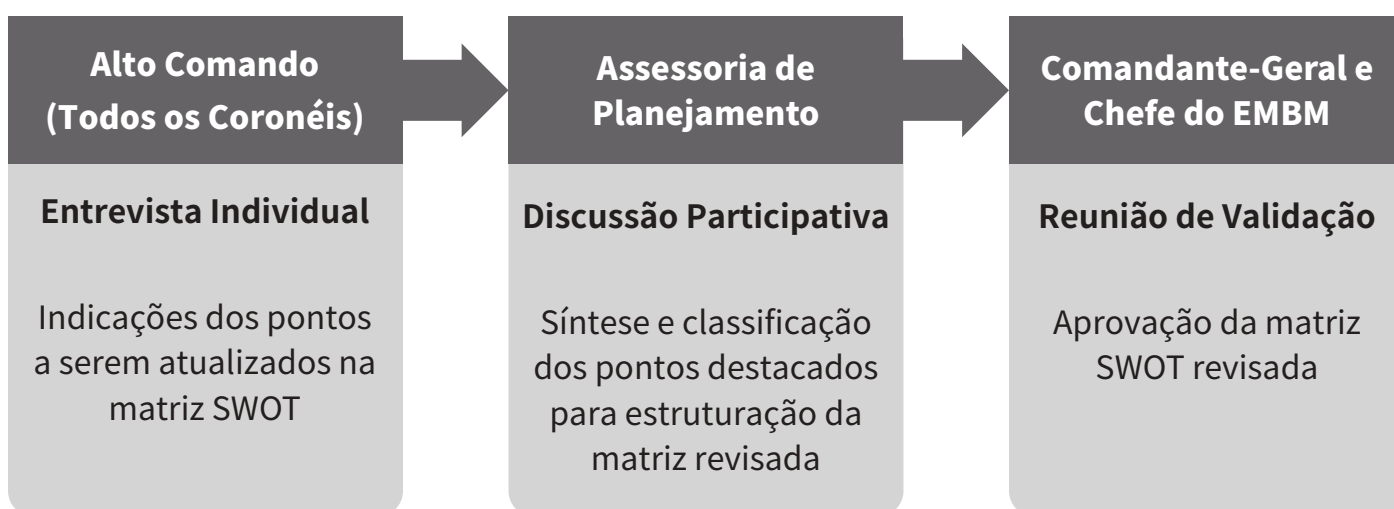 Alto Comando
(Todos os Coronéis)
Entrevista Individual
Indicações dos pontos
a serem atualizados na
matriz SWOT
Assessoria de
Planejamento
Discussão Participativa
Síntese e classificação
dos pontos destacados
para estruturação da
matriz revisada
Comandante-Geral e
Chefe do EMBM
Reunião de Validação
Aprovação da matriz
SWOT revisada